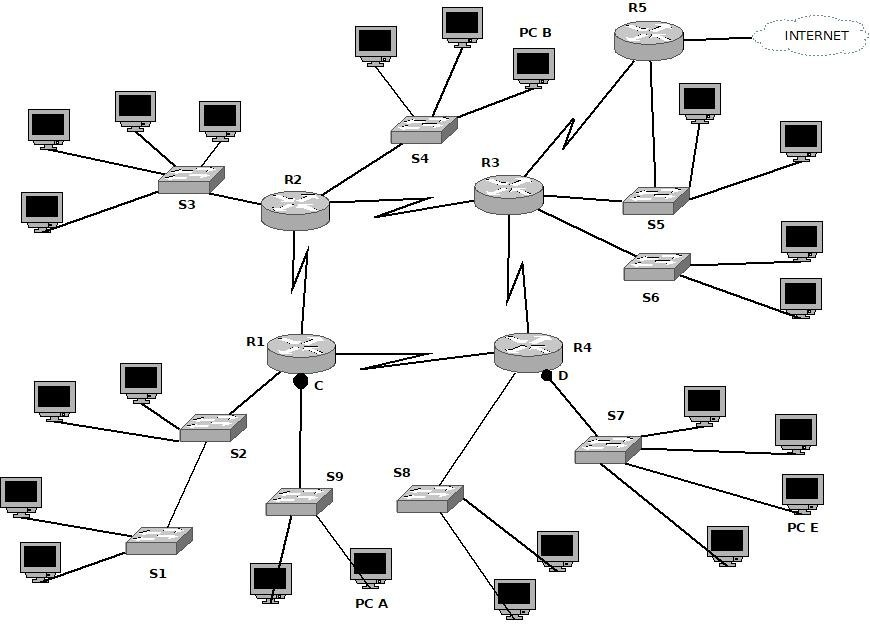 R5
INTERNET
PC B
S4
R3
R2
S3
S5
S6
R1
R4
C
D
S7
S2
S9
S8
PC E
S1
PC A